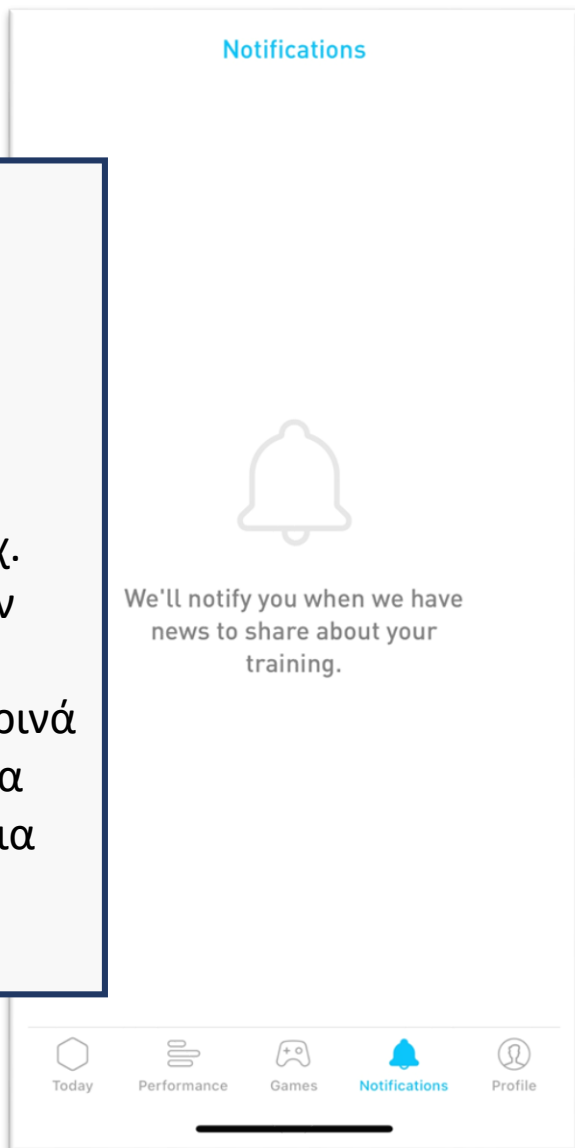 Notifications
We'll notify you when we have
news to share about your
training.
Today
Performance
Games
Notifications
Profile